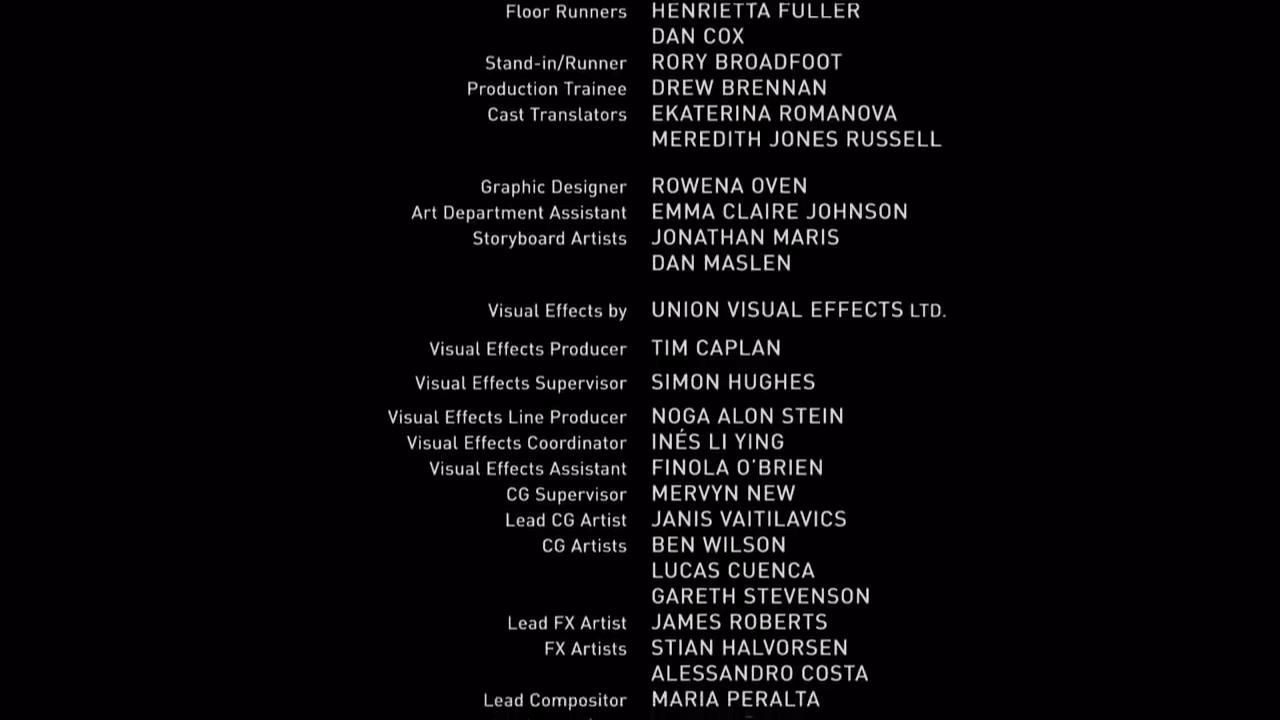 Floor Runners HENRIETTA FULLER
DAN COX
Stand-in/Runner RORY BROADFOOT
Production Trainee DREW BRENNAN
Cast Translators EKATERINA ROMANOVA
MEREDITH JONES RUSSELL
Graphic Designer ROWENA OVEN
Art Department Assistant EMMA CLAIRE JOHNSON
Storyboard Artists JONATHAN MARIS
DAN MASLEN
Visual Effects by UNION VISUAL EFFECTS LTD.
Visual Effects Producer TIM CAPLAN
Visual Effects Supervisor SIMON HUGHES
Visual Effects Line Producer NOGA ALON STEIN
Visual Effects Coordinator INÉS LI YING
Visual Effects Assistant FINOLA O'BRIEN
CG Supervisor MERVYN NEW
Lead CG Artist JANIS VAITILAVICS
CG Artists BEN WILSON
LUCAS CUENCA
GARETH STEVENSON
Lead FX Artist JAMES ROBERTS
FX Artists STIAN HALVORSEN
ALESSANDRO COSTA
Lead Compositor MARIA PERALTA